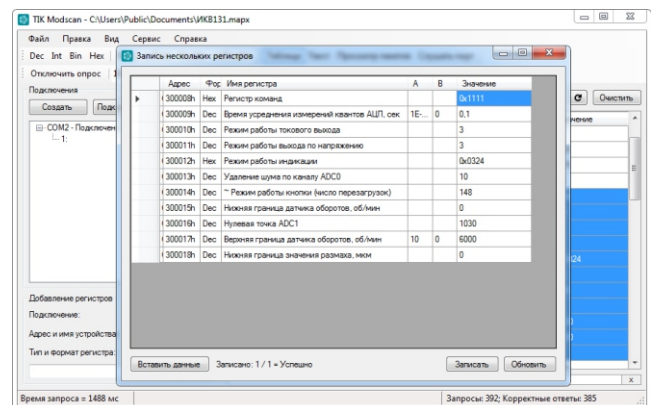 TIK Modscan - C:\Users\Public\Documents\ИКВ131.mapx
Файл Правка Вид Сервис Справка
Dec Int Bin Hex
Запись нескольких регистров
Отключить опрос
Подключения
Создать
Очистить
COM2 - Подключен
1:
Адрес Имя регистра A B Значение
300008h Hex Регистр команд 0x1111
300009h Dec Время усреднения измерений квантов АЦП, сек 1E-... 0 0,1
300010h Dec Режим работы токового выхода 3
300011h Dec Режим работы выхода по напряжению 3
300012h Hex Режим работы индикации 0x0324
300013h Dec Удаление шума по каналу ADC0 10
300014h Dec ~ Режим работы кнопки (число перезагрузок) 148
300015h Dec Нижняя граница датчика оборотов, об/мин 0
300016h Dec Нулевая точка ADC1 1030
300017h Dec Верхняя граница датчика оборотов, об/мин 10 0 6000
300018h Dec Нижняя граница значения размаха, мкм 0
Добавление регистров
Подключение:
Адрес и имя устройства
Тип и формат регистра:
Вставить данные Записано: 1 / 1 = Успешно Записать Обновить
Время запроса = 1488 мс Запросы: 392; Корректные ответы: 385